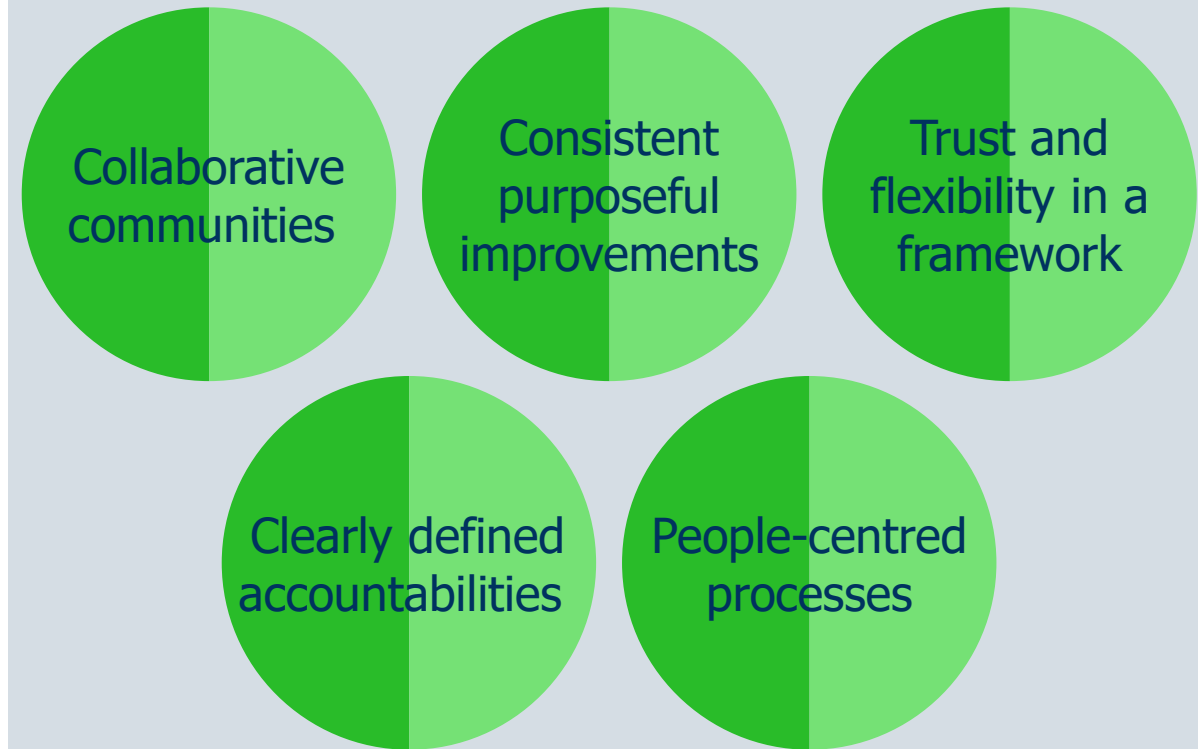 Collaborative
communities
Consistent
purposeful
improvements
Trust and
flexibility in a
framework
Clearly defined
accountabilities
People-centred
processes